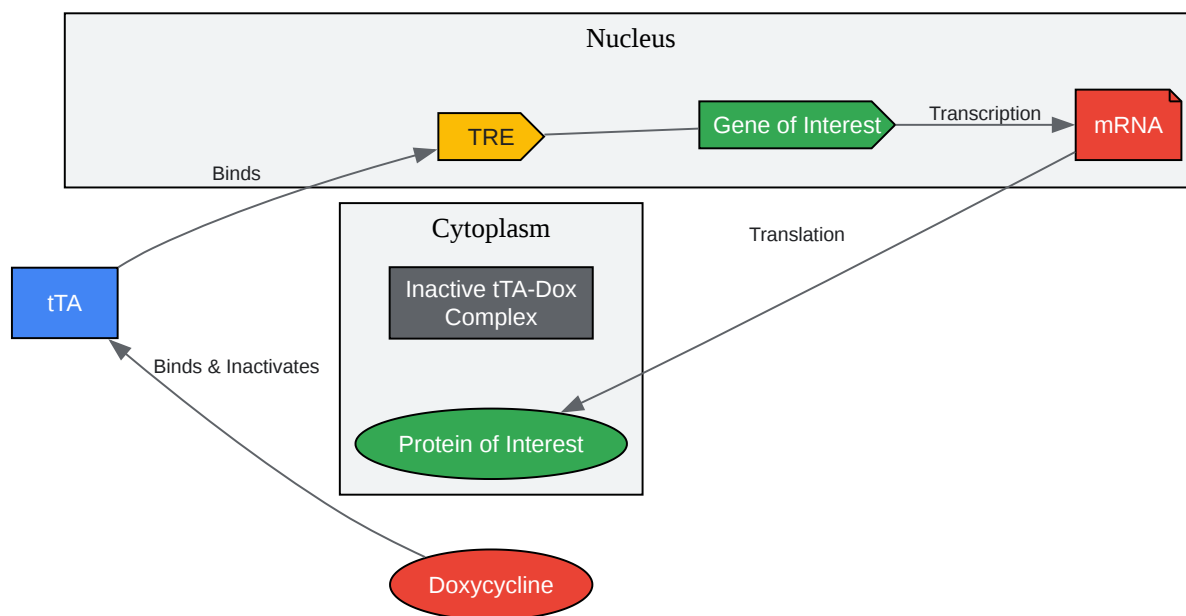 Nucleus
TRE
Gene of Interest
Transcription
mRNA
Binds
Cytoplasm
Translation
Inactive tTA-Dox
Complex
tTA
Binds & Inactivates
Protein of Interest
Doxycycline